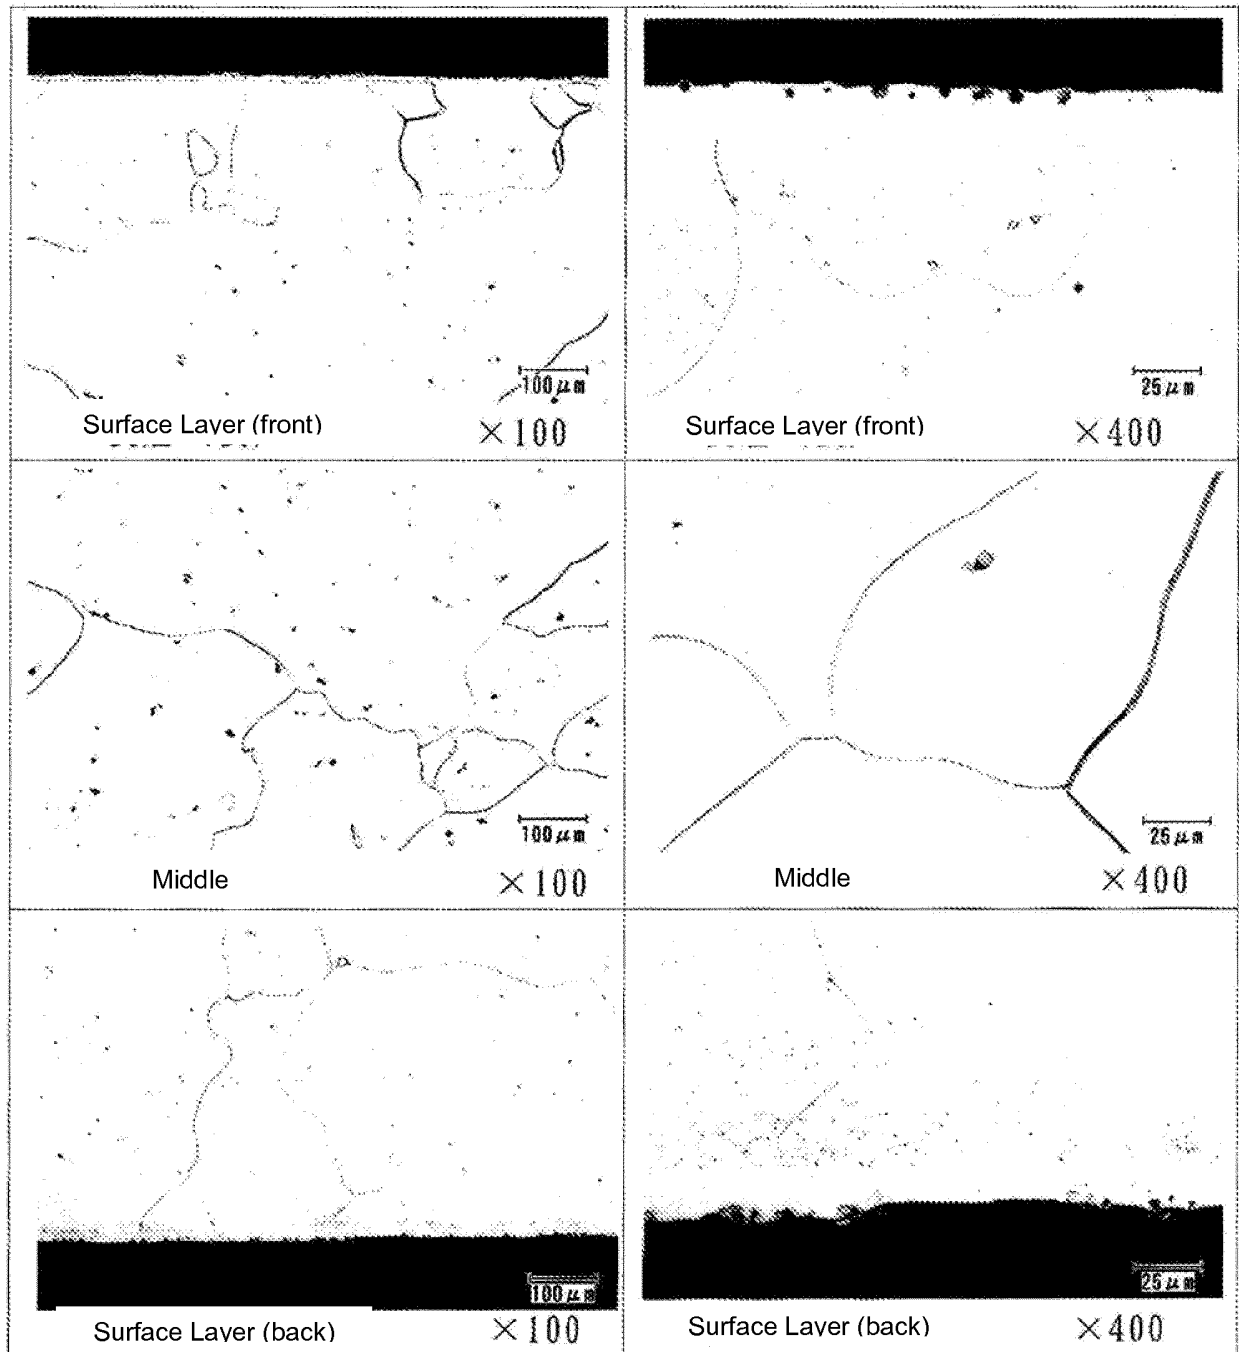 100μm
25μm
Surface Layer (front)
×100
Surface Layer (front)
×400
100μm
25μm
Middle
×100
Middle
×400
100μm
25μm
Surface Layer (back)
×100
Surface Layer (back)
×400